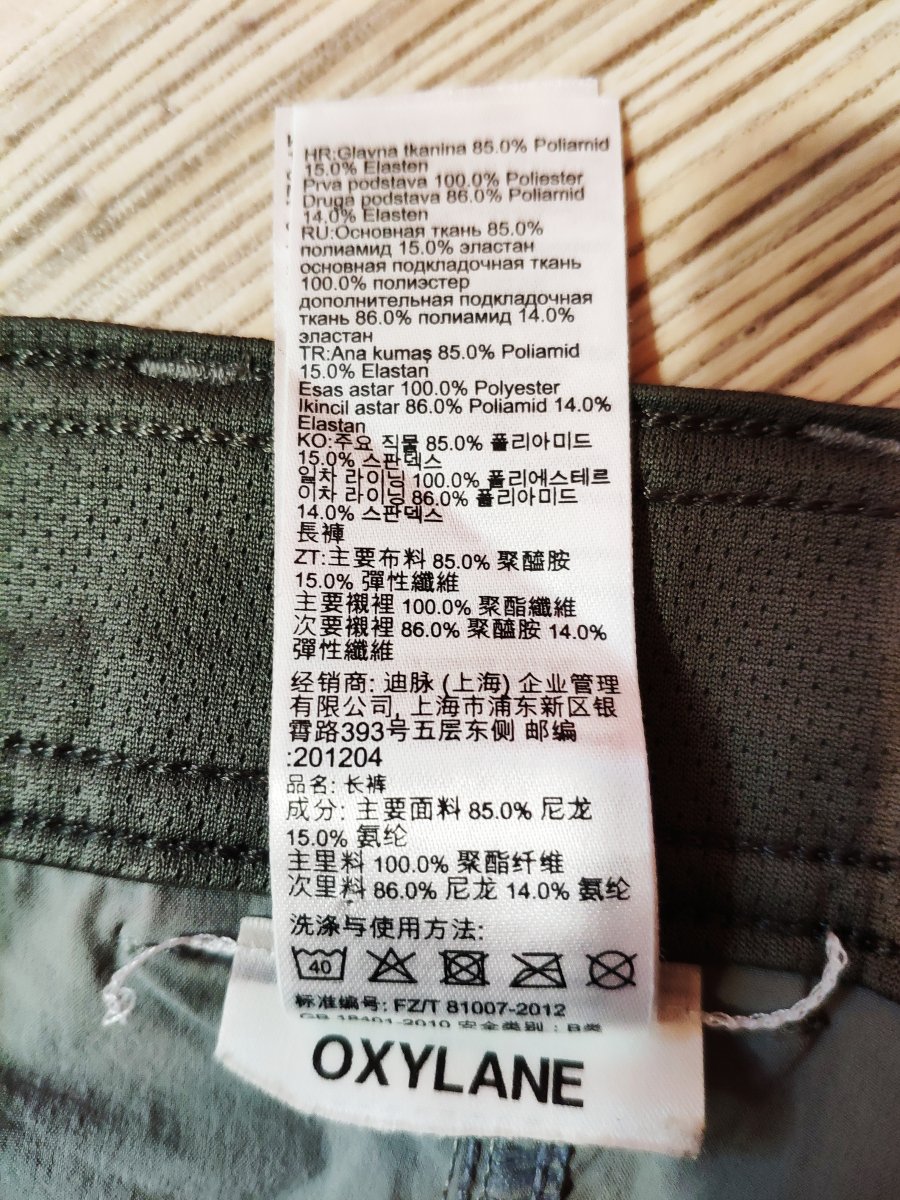 HR:Glavna tkanina 85.0% Poliamid
15.0% Elasten
Prva podstava 100.0% Poliester
Druga podstava 86.0% Poliamid
14.0% Elasten
RU:Основная ткань 85.0%
полиамид 15.0% эластан
основная подкладочная ткань
100.0% полиэстер
дополнительная подкладочная
ткань 86.0% полиамид 14.0%
эластан
TR:Ana kumaş 85.0% Poliamid
15.0% Elastan
Esas astar 100.0% Polyester
Ikincil astar 86.0% Poliamid 14.0%
Elastan
KO:주요 직물 85.0% 폴리아미드
15.0% 스판덱스
일차 라이닝 100.0% 폴리에스테르
이차 라이닝 86.0% 폴리아미드
14.0% 스판덱스
長褲
ZT:主要布料 85.0% 聚醯胺
15.0% 彈性纖維
主要襯裡 100.0% 聚酯纖維
次要襯裡 86.0% 聚醯胺 14.0%
彈性纖維
经销商: 迪脉 (上海) 企业管理
有限公司, 上海市浦东新区银
霄路393号五层东侧 邮编
:201204
品名: 长裤
成分: 主要面料 85.0% 尼龙
15.0% 氨纶
主里料 100.0% 聚酯纤维
次里料 86.0% 尼龙 14.0% 氨纶
洗涤与使用方法:
40
标准编号: FZ/T 81007-2012
GB 18401-2010 安全类别 : B类
OXYLANE